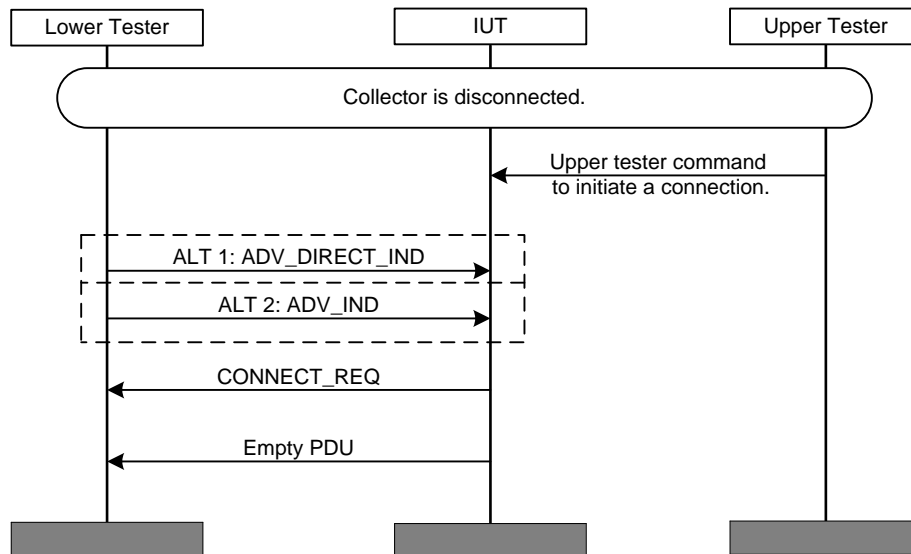 Lower Tester
IUT
Upper Tester
Collector is disconnected.
Upper tester command
to initiate a connection.
ALT 1: ADV_DIRECT_IND
ALT 2: ADV_IND
CONNECT_REQ
Empty PDU